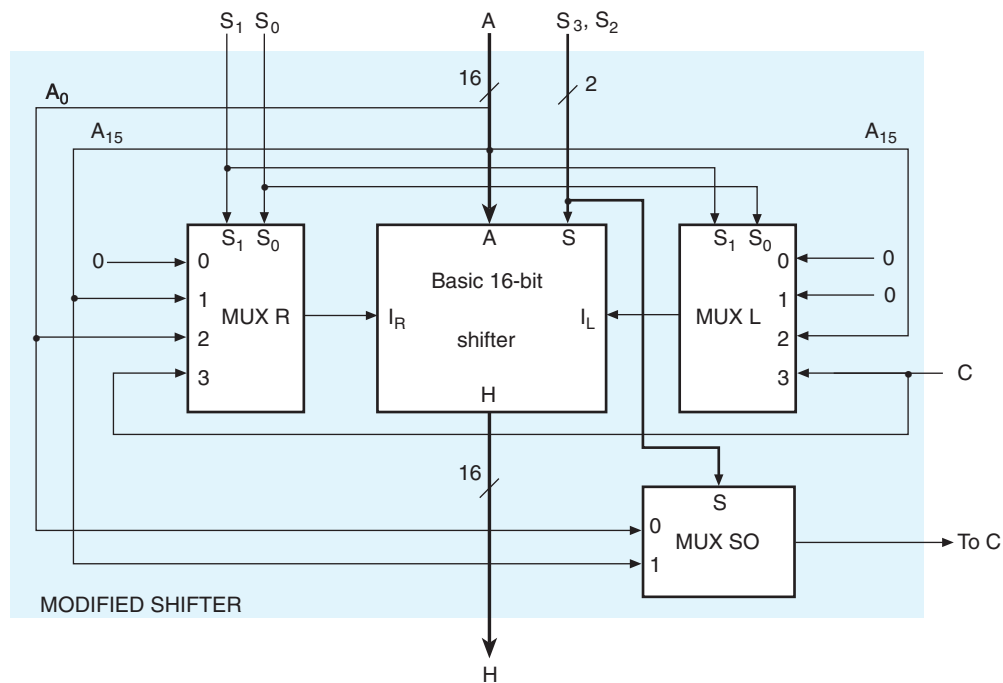 S1 S0 A S3, S2
16 2
A0
A15 A15
S1 S0 A S S1 S0
0 0 Basic 16-bit 0 0
1 1 0
MUX R IR shifter IL MUX L
2 2
3 H 3 C
16
S
0 MUX SO To C
1
MODIFIED SHIFTER
H